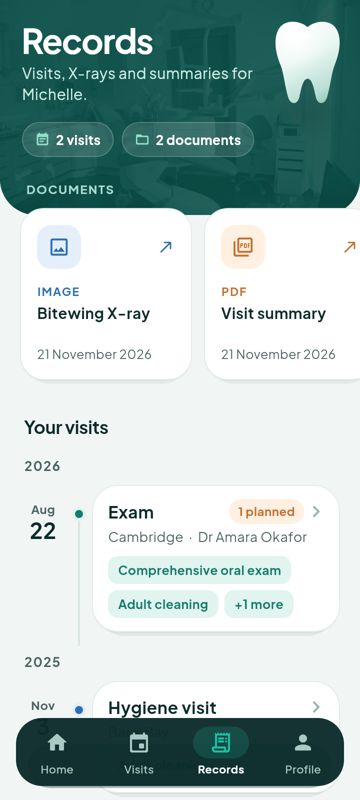 Records
Visits, X-rays and summaries for
Michelle.
2 visits
2 documents
DOCUMENTS
IMAGE
Bitewing X-ray
21 November 2026
PDF
PDF
Visit summary
21 November 2026
Your visits
2026
Aug
22
Exam
1 planned
Cambridge · Dr Amara Okafor
Comprehensive oral exam
Adult cleaning
+1 more
2025
Nov
Hygiene visit
Home
Visits
Records
Profile